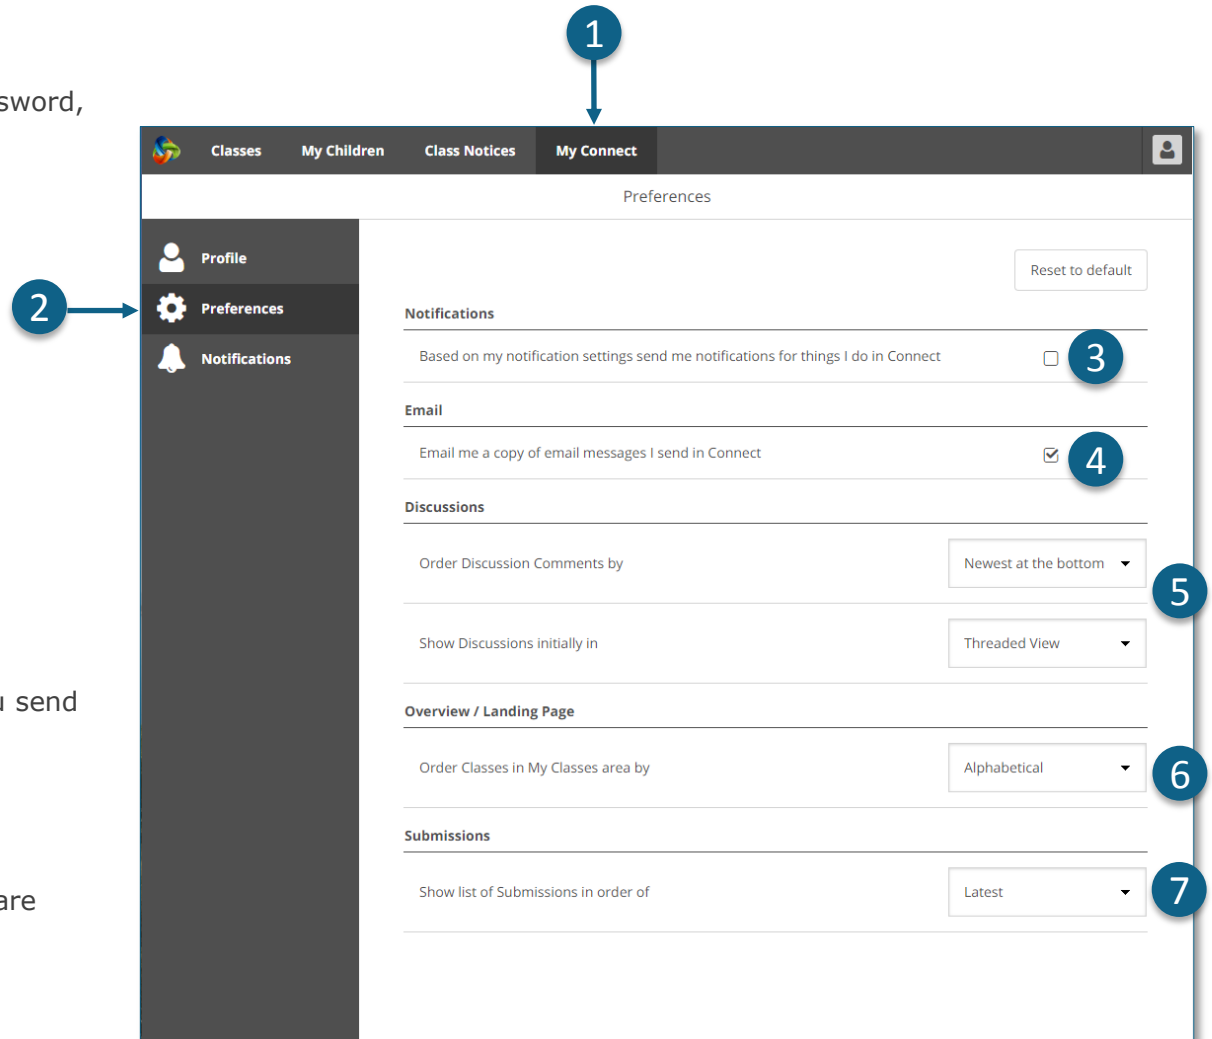 1
sword,
Classes My Children Class Notices My Connect
Preferences
Profile
Reset to default
2
Preferences
Notifications
Notifications
Based on my notification settings send me notifications for things I do in Connect
3
Email
Email me a copy of email messages I send in Connect
4
Discussions
Order Discussion Comments by
Newest at the bottom
5
Show Discussions initially in
Threaded View
u send
Overview / Landing Page
Order Classes in My Classes area by
Alphabetical
6
Submissions
Show list of Submissions in order of
Latest
7
are